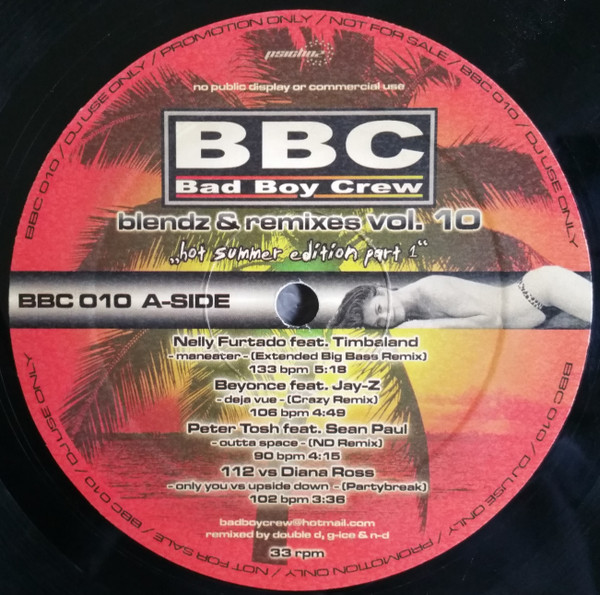 BBC 010 / DJ USE ONLY / PROMOTION ONLY / NOT FOR SALE / BBC 010 / DJ USE ONLY
no public display or commercial use
BBC
Bad Boy Crew
blendz & remixes vol. 10
„hot summer edition part 1“
BBC 010 A-SIDE
Nelly Furtado feat. Timbaland
- maneater - (Extended Big Bass Remix)
133 bpm 5:18
Beyonce feat. Jay-Z
- deja vue - (Crazy Remix)
106 bpm 4:49
Peter Tosh feat. Sean Paul
- outta space - (ND Remix)
90 bpm 4:15
112 vs Diana Ross
- only you vs upside down - (Partybreak)
102 bpm 3:36
badboycrew@hotmail.com
remixed by double d, g-ice & n-d
33 rpm
BBC 010 / DJ USE ONLY / PROMOTION ONLY / NOT FOR SALE / BBC 010 / DJ USE ONLY